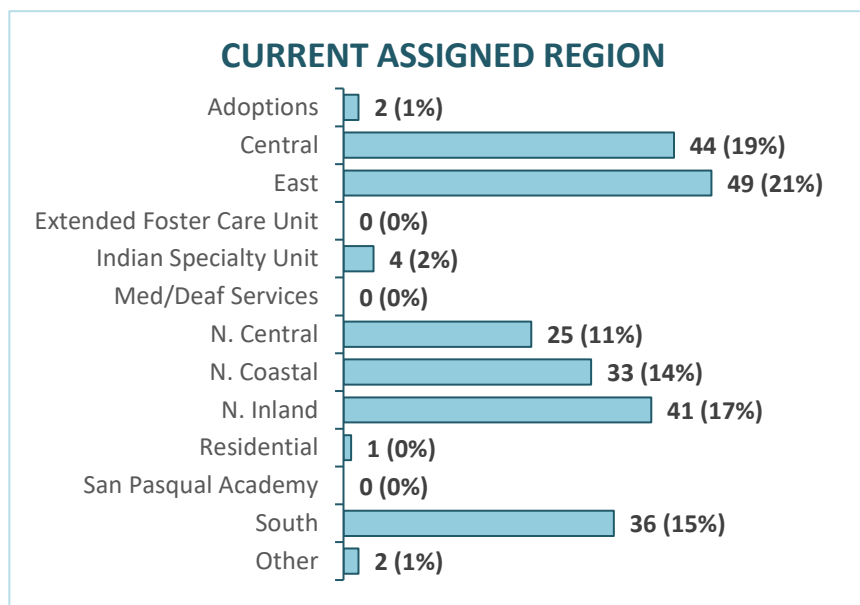 CURRENT ASSIGNED REGION
Adoptions 2 (1%)
Central 44 (19%)
East 49 (21%)
Extended Foster Care Unit 0 (0%)
Indian Specialty Unit 4 (2%)
Med/Deaf Services 0 (0%)
N. Central 25 (11%)
N. Coastal 33 (14%)
N. Inland 41 (17%)
Residential 1 (0%)
San Pasqual Academy 0 (0%)
South 36 (15%)
Other 2 (1%)